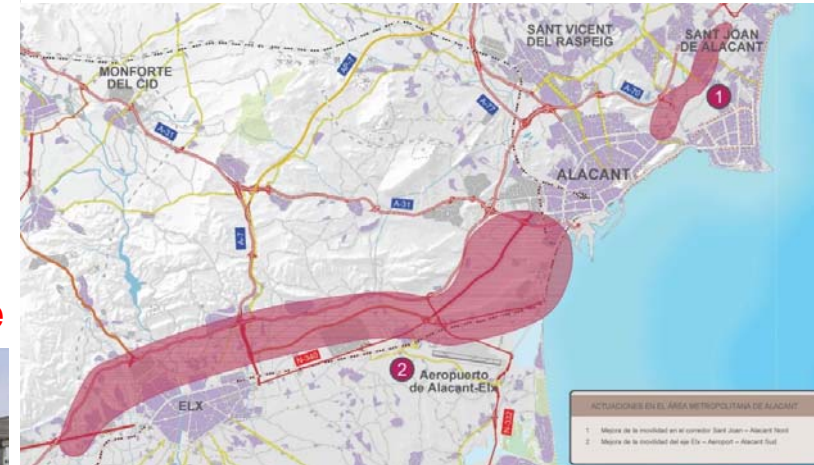 SANT VICENT
DEL RASPEIG
SANT JOAN
DE ALACANT
MONFORTE
DEL CID
AP-7
A-70
1
A-77
A-31
ALACANT
A-31
A-7
e
N-340
2
Aeropuerto
de Alacant-Elx
ELX
N-332
ACTUACIONES EN EL ÁREA METROPOLITANA DE ALACANT
1 Mejora de la movilidad en el corredor Sant Joan – Alacant Nord
2 Mejora de la movilidad del eje Elx – Aeroport – Alacant Sud